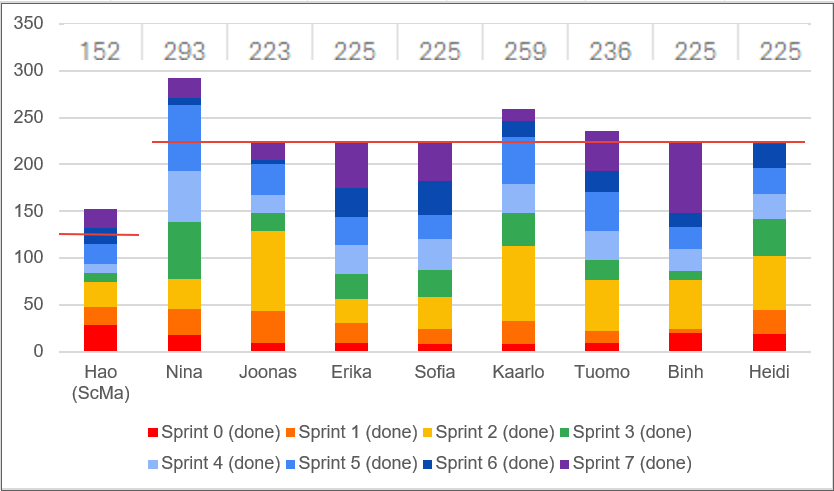 350
152 293 223 225 225 259 236 225 225
300
250
200
150
100
50
0
Hao (ScMa) Nina Joonas Erika Sofia Kaarlo Tuomo Binh Heidi
Sprint 0 (done) Sprint 1 (done) Sprint 2 (done) Sprint 3 (done)
Sprint 4 (done) Sprint 5 (done) Sprint 6 (done) Sprint 7 (done)